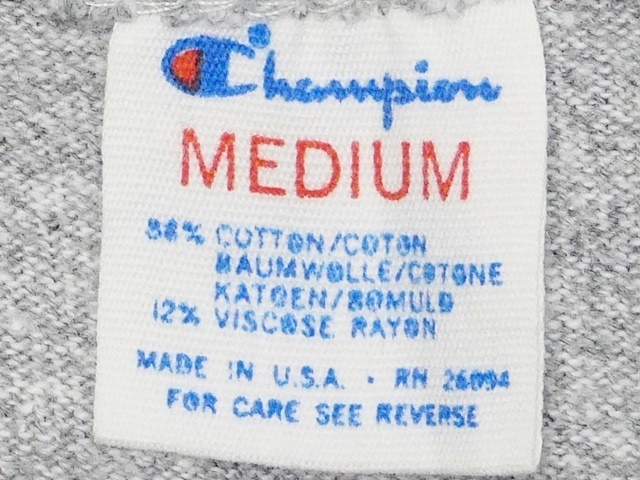 Champion
MEDIUM
88% COTTON/COTON
BAUMWOLLE/COTONE
KATOEN/BOMULD
12% VISCOSE RAYON
MADE IN U.S.A. · RN 26094
FOR CARE SEE REVERSE